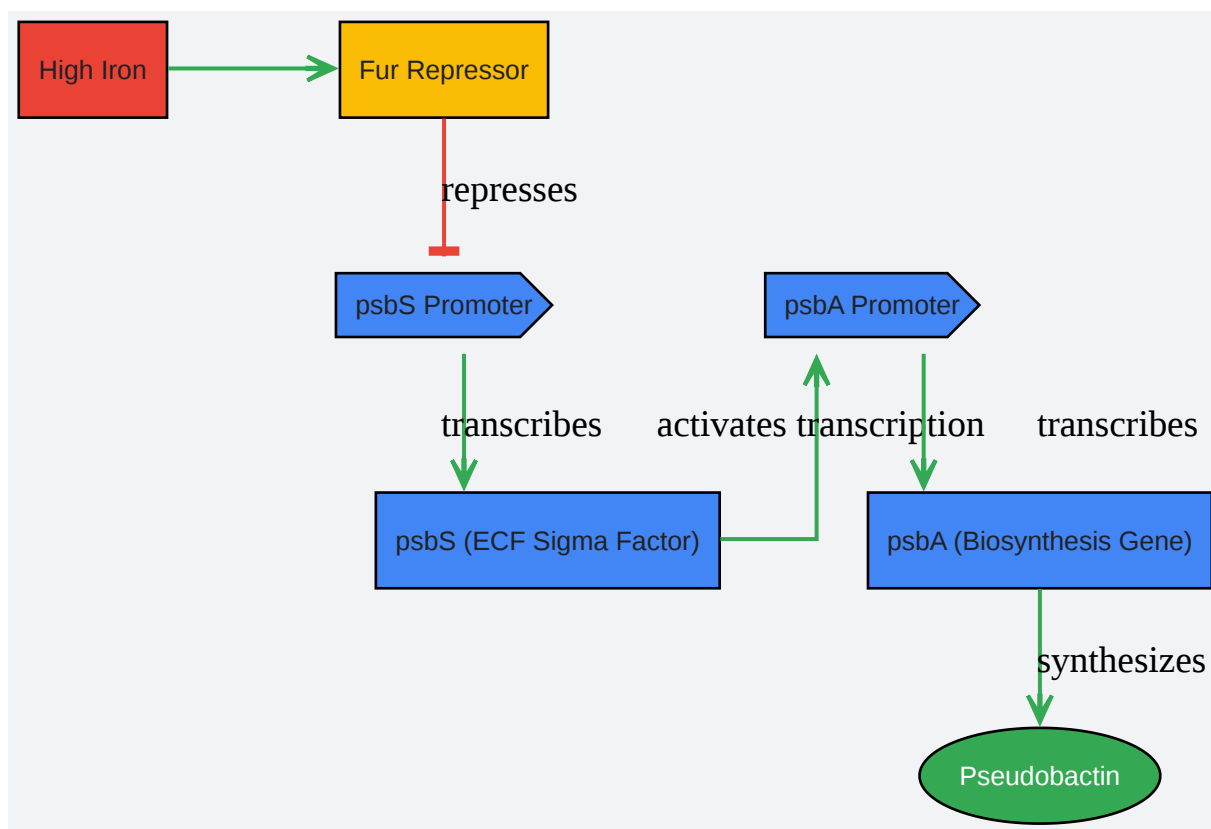 High Iron
Fur Repressor
represses
psbS Promoter
psbA Promoter
transcribes
activates transcription
transcribes
psbS (ECF Sigma Factor)
psbA (Biosynthesis Gene)
synthesizes
Pseudobactin